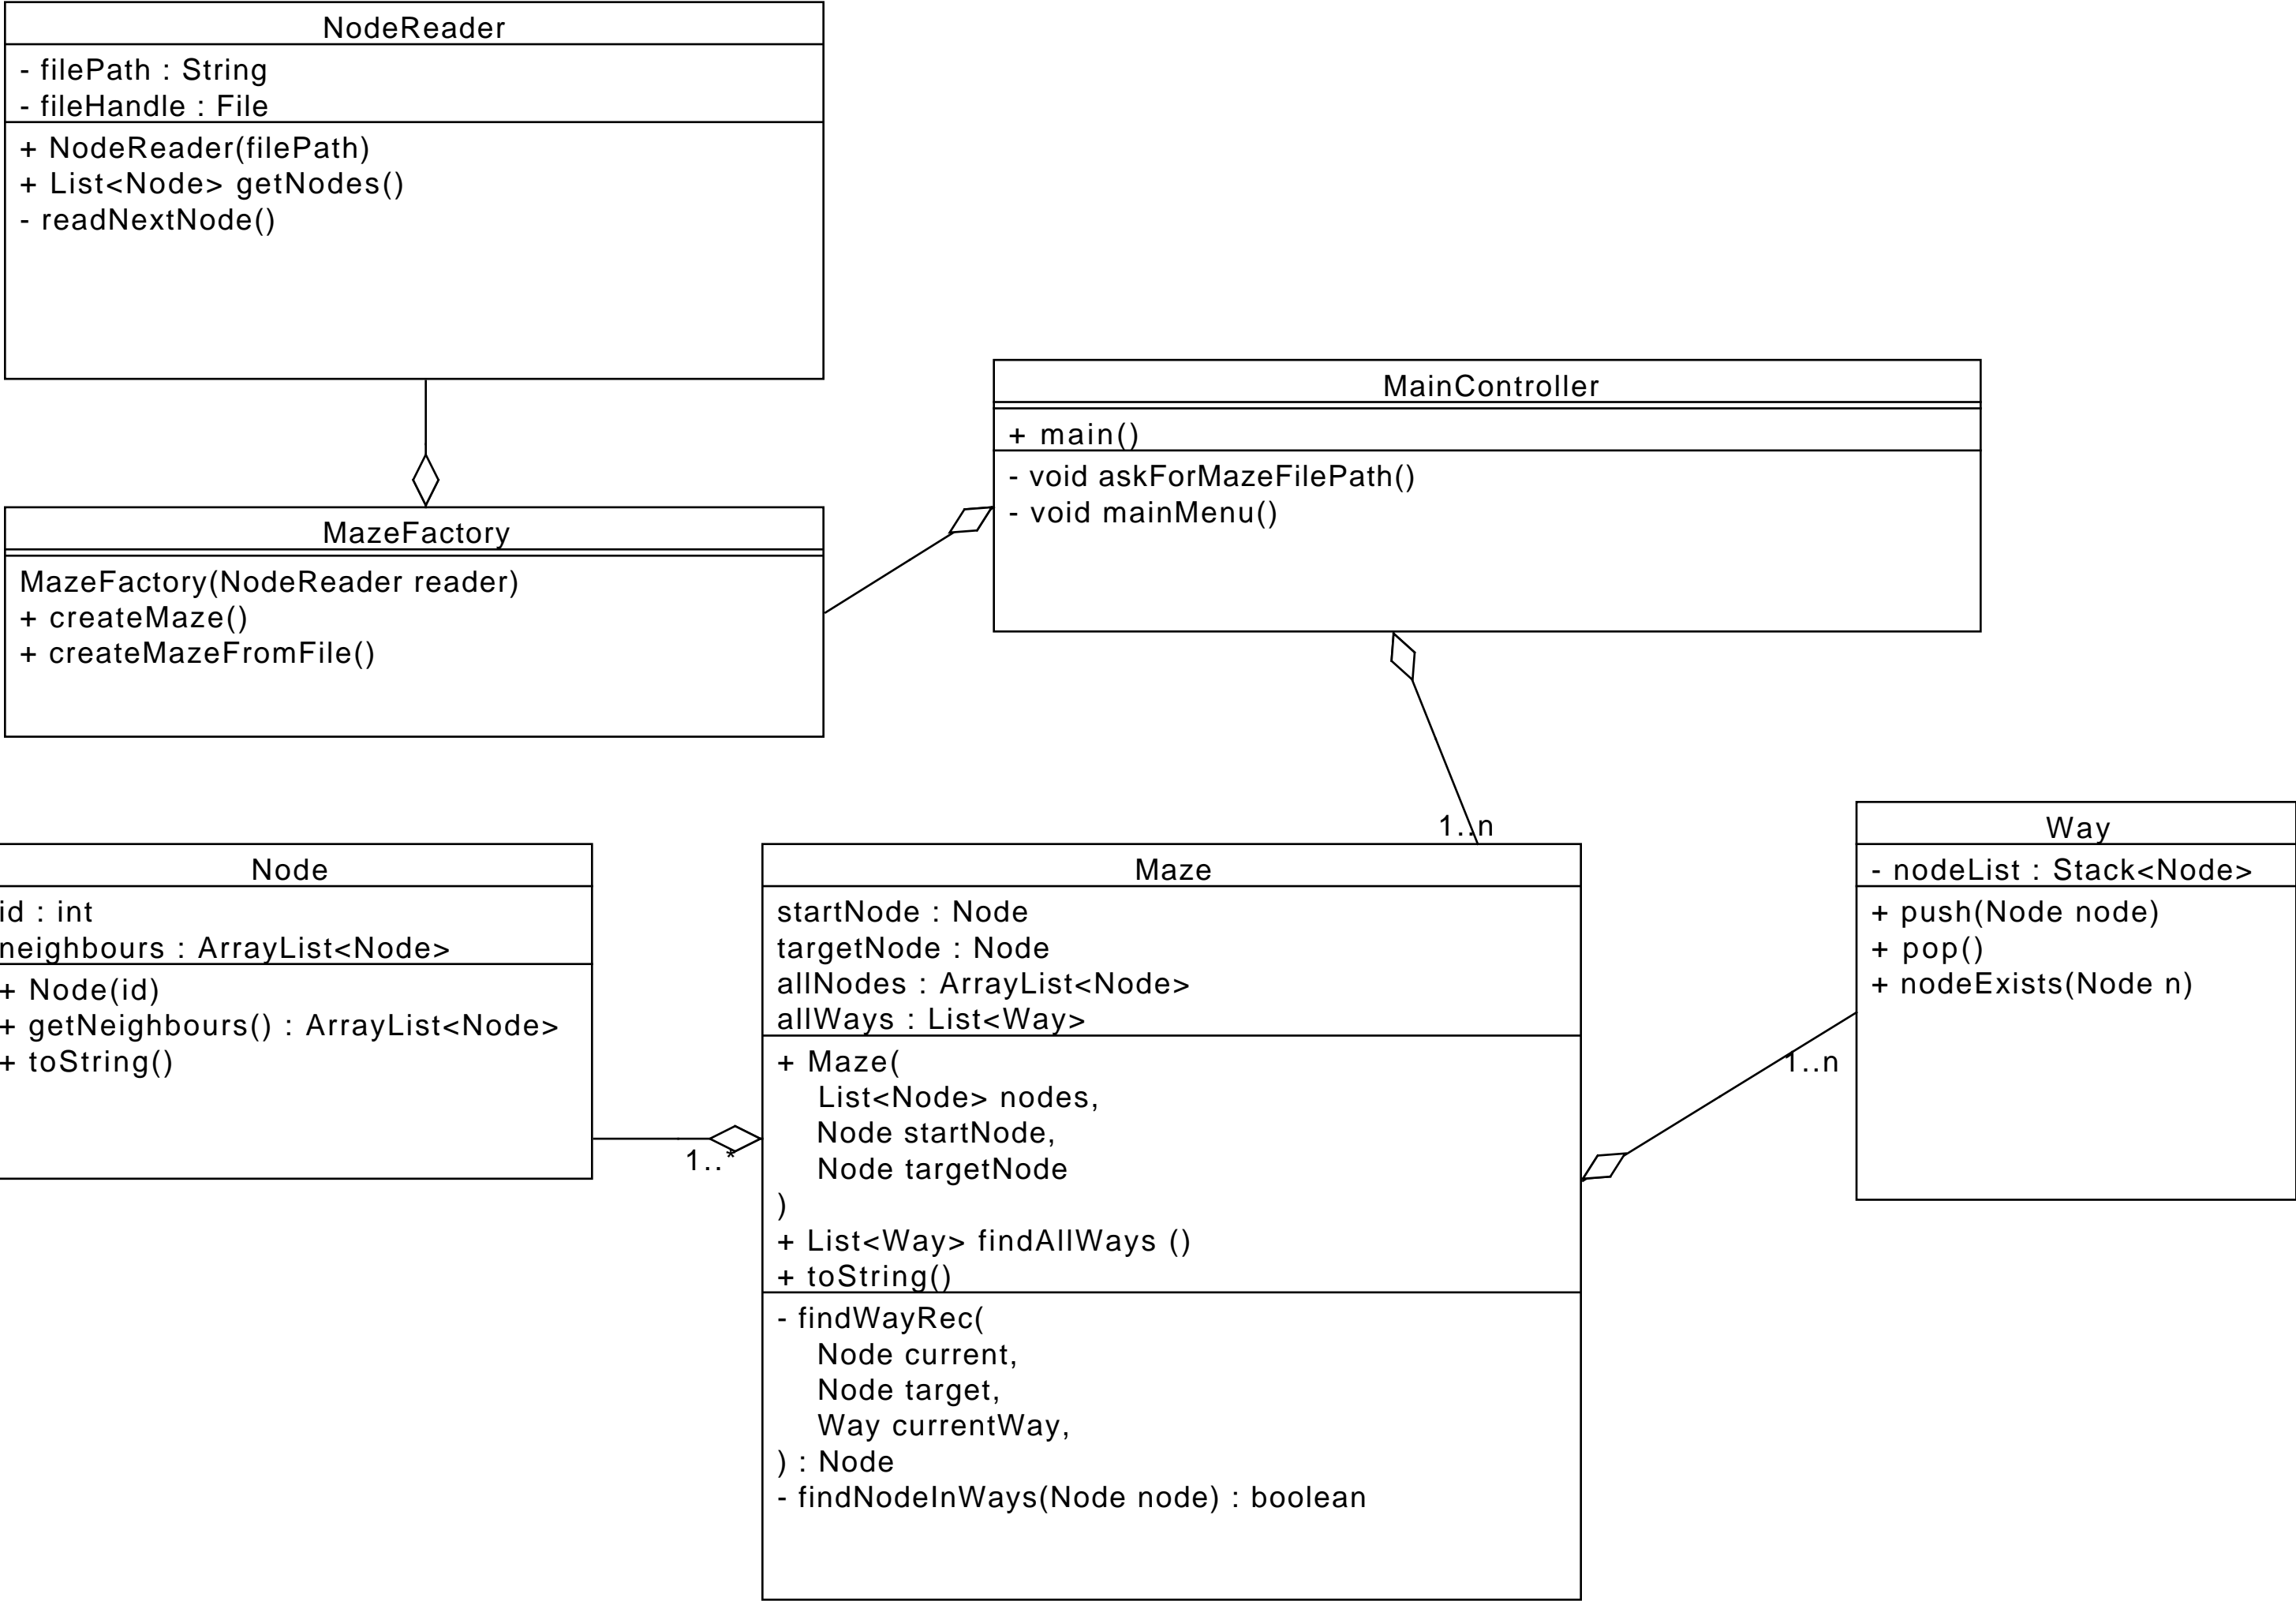 NodeReader
- filePath : String
- fileHandle : File
+ NodeReader(filePath)
+ List<Node> getNodes()
- readNextNode()
MainController
+ main()
- void askForMazeFilePath()
- void mainMenu()
MazeFactory
MazeFactory(NodeReader reader)
+ createMaze()
+ createMazeFromFile()
1..n
Way
- nodeList : Stack<Node>
+ push(Node node)
+ pop()
+ nodeExists(Node n)
1..n
Node
id : int
neighbours : ArrayList<Node>
+ Node(id)
+ getNeighbours() : ArrayList<Node>
+ toString()
1..*
Maze
startNode : Node
targetNode : Node
allNodes : ArrayList<Node>
allWays : List<Way>
+ Maze(
List<Node> nodes,
Node startNode,
Node targetNode
)
+ List<Way> findAllWays ()
+ toString()
- findWayRec(
Node current,
Node target,
Way currentWay,
) : Node
- findNodeInWays(Node node) : boolean